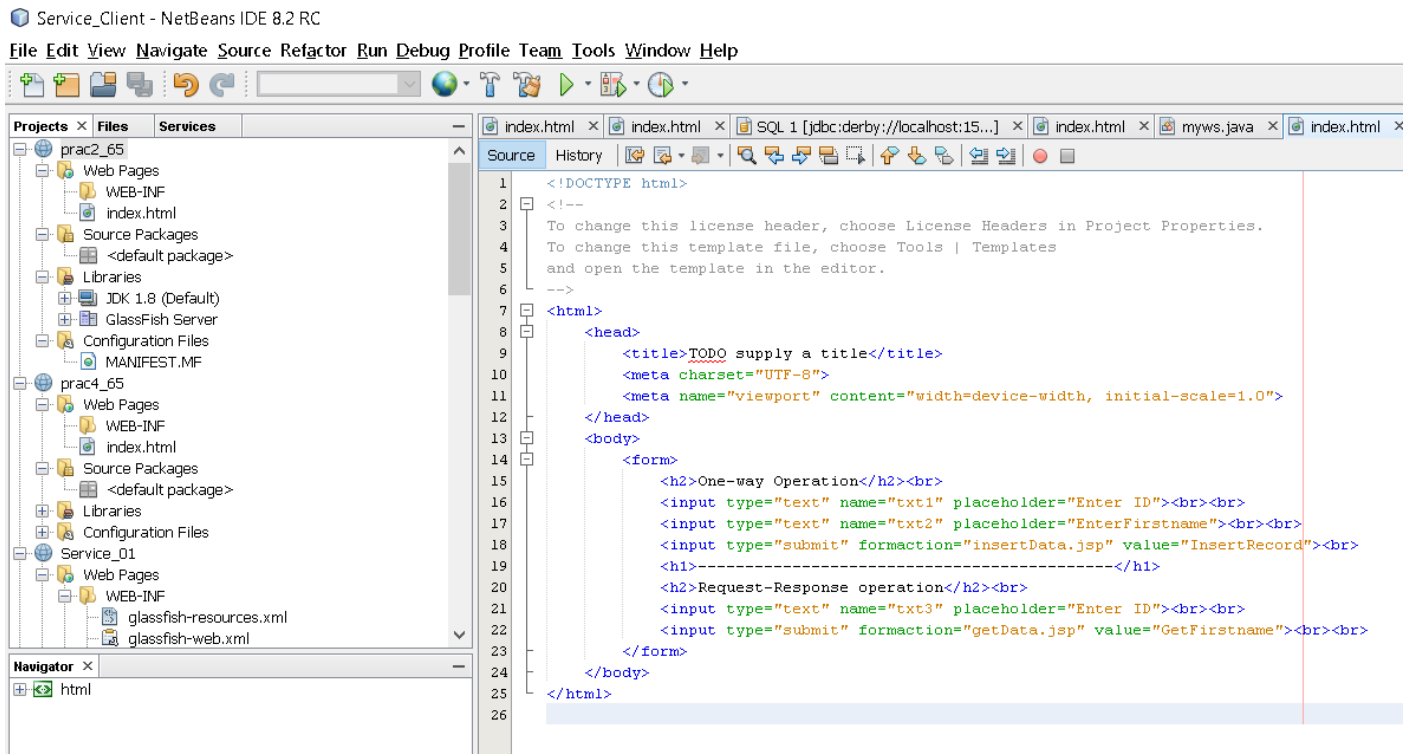 Service_Client - NetBeans IDE 8.2 RC
File Edit View Navigate Source Refactor Run Debug Profile Team Tools Window Help
Projects × Files Services
prac2_65
Web Pages
WEB-INF
index.html
Source Packages
<default package>
Libraries
JDK 1.8 (Default)
GlassFish Server
Configuration Files
MANIFEST.MF
prac4_65
Web Pages
WEB-INF
index.html
Source Packages
<default package>
Libraries
Configuration Files
Service_01
Web Pages
WEB-INF
glassfish-resources.xml
glassfish-web.xml
Navigator ×
html
index.html × index.html × SQL 1 [jdbc:derby://localhost:15...] × index.html × myws.java × index.html ×
Source History
1 <!DOCTYPE html>
2 <!--
3 To change this license header, choose License Headers in Project Properties.
4 To change this template file, choose Tools | Templates
5 and open the template in the editor.
6 -->
7 <html>
8 <head>
9 <title>TODO supply a title</title>
10 <meta charset="UTF-8">
11 <meta name="viewport" content="width=device-width, initial-scale=1.0">
12 </head>
13 <body>
14 <form>
15 <h2>One-way Operation</h2><br>
16 <input type="text" name="txt1" placeholder="Enter ID"><br><br>
17 <input type="text" name="txt2" placeholder="EnterFirstname"><br><br>
18 <input type="submit" formaction="insertData.jsp" value="InsertRecord"><br>
19 <h1>--------------------------------------------</h1>
20 <h2>Request-Response operation</h2><br>
21 <input type="text" name="txt3" placeholder="Enter ID"><br><br>
22 <input type="submit" formaction="getData.jsp" value="GetFirstname"><br><br>
23 </form>
24 </body>
25 </html>
26